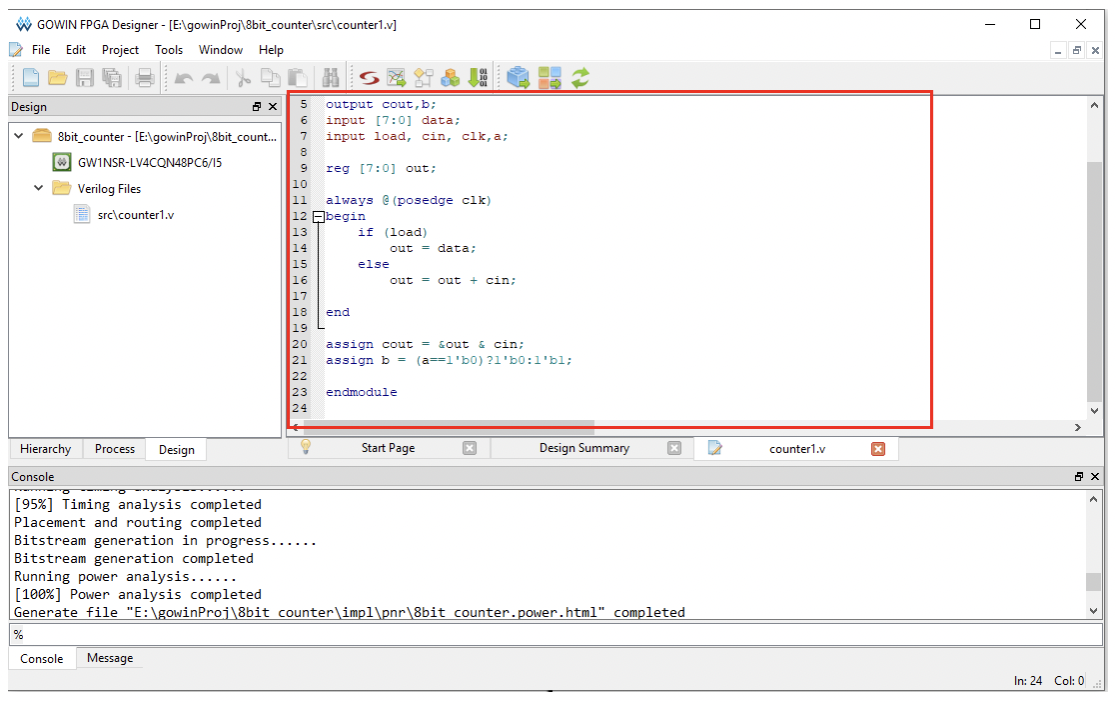 GOWIN FPGA Designer - [E:\gowinProj\8bit_counter\src\counter1.v]
File Edit Project Tools Window Help
Design
8bit_counter - [E:\gowinProj\8bit_count...
GW1NSR-LV4CQN48PC6/I5
Verilog Files
src\counter1.v
Hierarchy Process Design
5 output cout,b;
6 input [7:0] data;
7 input load, cin, clk,a;
8
9 reg [7:0] out;
10
11 always @(posedge clk)
12 begin
13 if (load)
14 out = data;
15 else
16 out = out + cin;
17
18 end
19
20 assign cout = &out & cin;
21 assign b = (a==1'b0)?1'b0:1'b1;
22
23 endmodule
24
Start Page Design Summary counter1.v
Console
Running timing analysis......
[95%] Timing analysis completed
Placement and routing completed
Bitstream generation in progress......
Bitstream generation completed
Running power analysis......
[100%] Power analysis completed
Generate file "E:\gowinProj\8bit_counter\impl\pnr\8bit_counter.power.html" completed
%
Console Message
In: 24 Col: 0